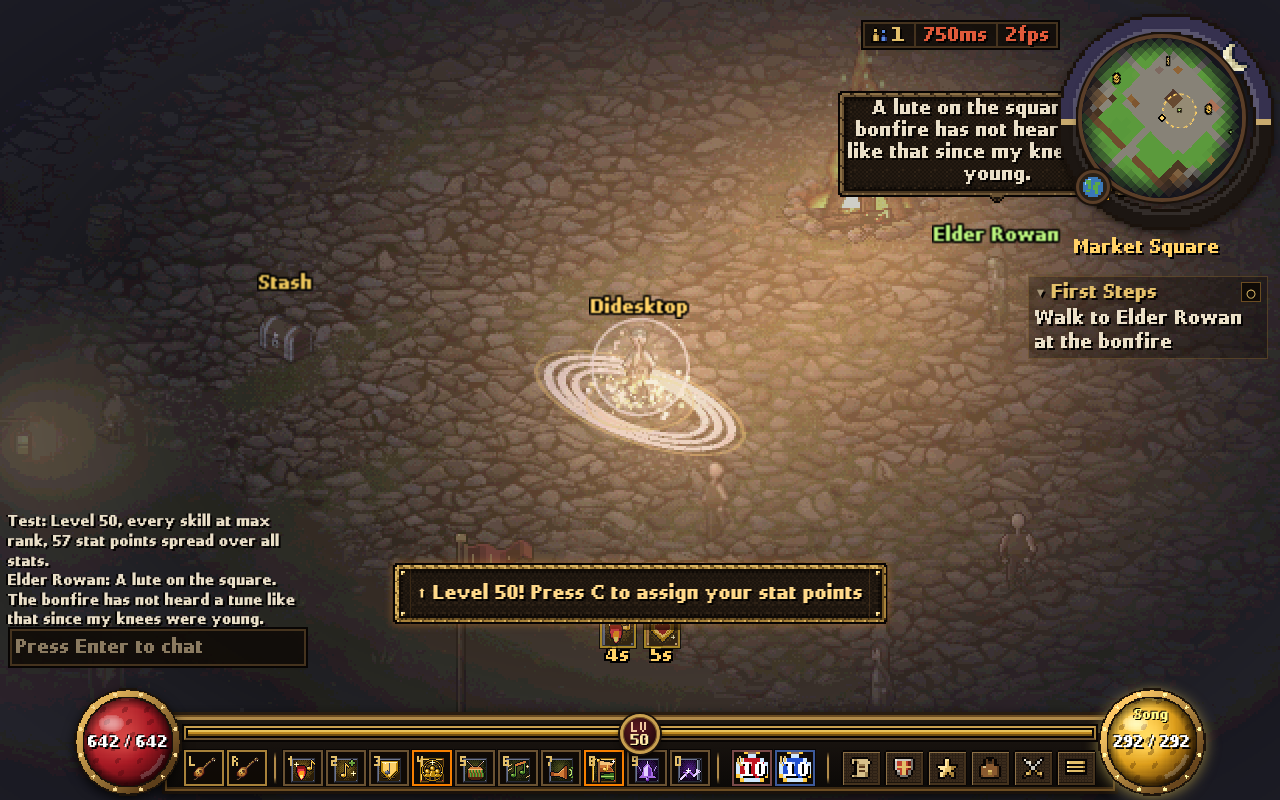 1 750ms 2fps
A lute on the squar
bonfire has not hear
like that since my kne
young.
Elder Rowan
Market Square
Stash
Didesktop
First Steps
Walk to Elder Rowan
at the bonfire
Test: Level 50, every skill at max
rank, 57 stat points spread over all
stats.
Elder Rowan: A lute on the square.
The bonfire has not heard a tune like
that since my knees were young.
Press Enter to chat
↑ Level 50! Press C to assign your stat points
4s 5s
642 / 642
LV
50
Song
292 / 292
L R 1 2 3 4 5 6 7 8 9 0 10 10